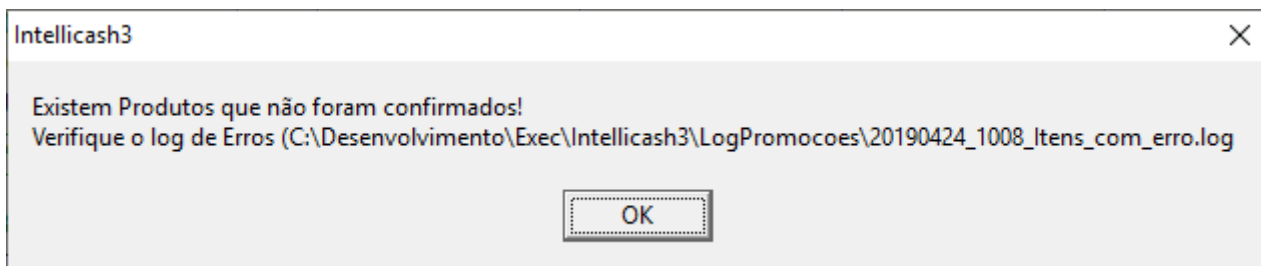 Intellicash3
Existem Produtos que não foram confirmados!
Verifique o log de Erros (C:\Desenvolvimento\Exec\Intellicash3\LogPromocoes\20190424_1008_Itens_com_erro.log
OK